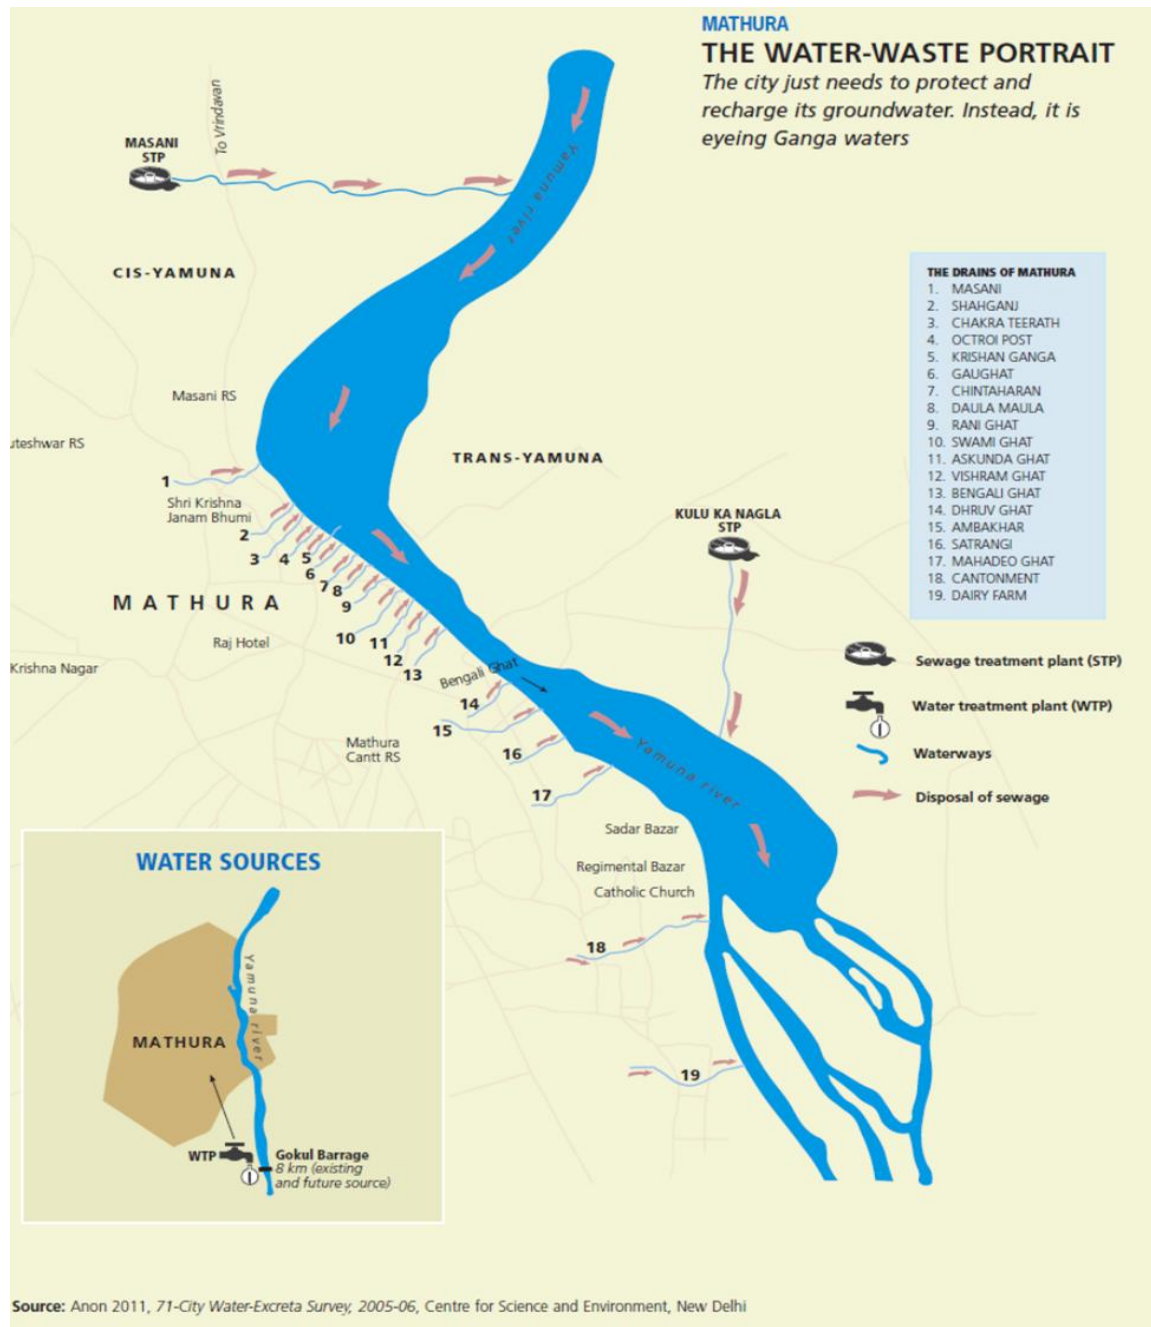 MATHURA
THE WATER-WASTE PORTRAIT
The city just needs to protect and
recharge its groundwater. Instead, it is
eyeing Ganga waters
To Vrindavan
MASANI
STP
Yamuna river
CIS-YAMUNA
THE DRAINS OF MATHURA
1. MASANI
2. SHAHGANJ
3. CHAKRA TEERATH
4. OCTROI POST
5. KRISHAN GANGA
6. GAUGHAT
7. CHINTAHARAN
8. DAULA MAULA
9. RANI GHAT
10. SWAMI GHAT
11. ASKUNDA GHAT
12. VISHRAM GHAT
13. BENGALI GHAT
14. DHRUV GHAT
15. AMBAKHAR
16. SATRANGI
17. MAHADEO GHAT
18. CANTONMENT
19. DAIRY FARM
Masani RS
uteshwar RS
TRANS-YAMUNA
1
Shri Krishna
Janam Bhumi
KULU KA NAGLA
STP
2
3
4
5
6
7
8
9
MATHURA
10
11
12
13
Raj Hotel
Krishna Nagar
Bengali Ghat
14
15
16
17
Mathura
Cantt RS
Yamuna river
Sewage treatment plant (STP)
Water treatment plant (WTP)
Waterways
Disposal of sewage
Sadar Bazar
Regimental Bazar
Catholic Church
18
19
WATER SOURCES
Yamuna river
MATHURA
WTP
Gokul Barrage
8 km (existing
and future source)
Source: Anon 2011, 71-City Water-Excreta Survey, 2005-06, Centre for Science and Environment, New Delhi